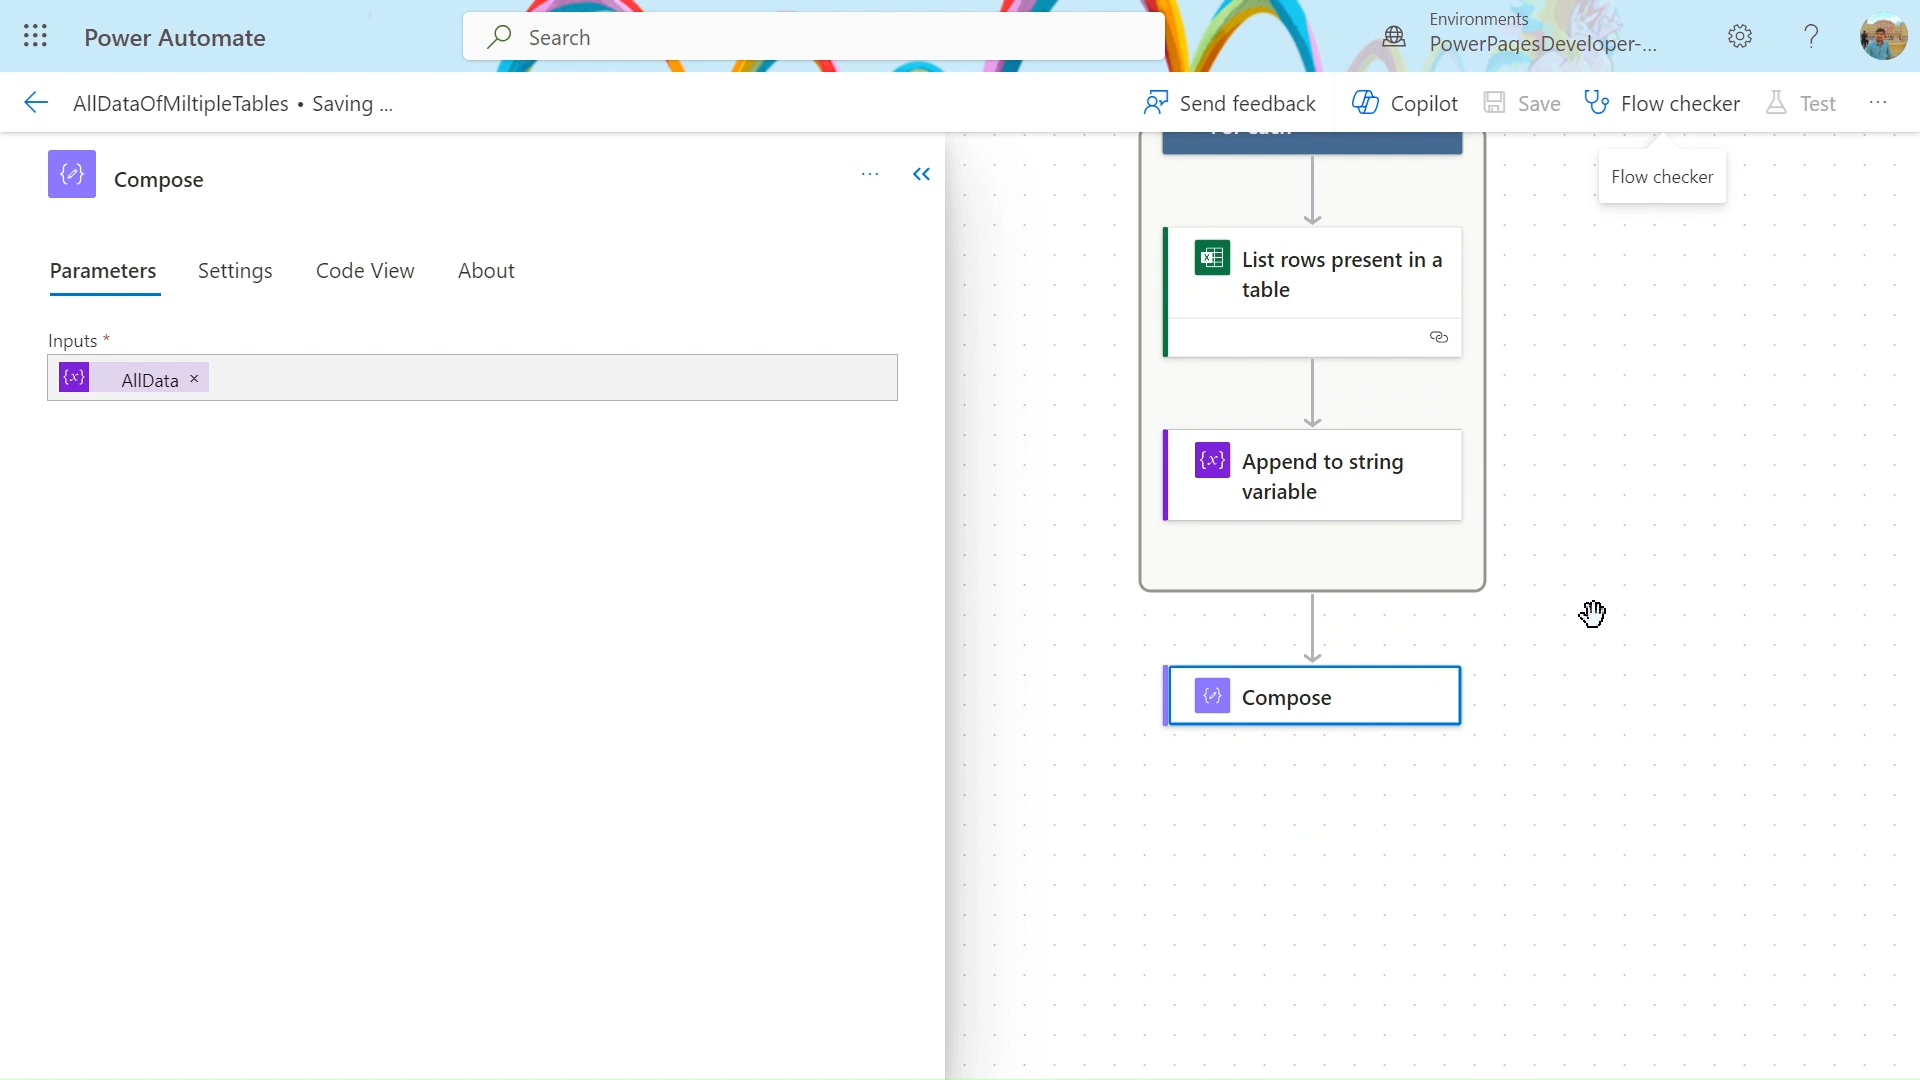 Power Automate
Search
Environments
PowerPagesDeveloper-...
AllDataOfMiltipleTables • Saving ...
Send feedback
Copilot
Save
Flow checker
Test
Flow checker
Compose
Parameters
Settings
Code View
About
Inputs *
AllData
List rows present in a
table
Append to string
variable
Compose